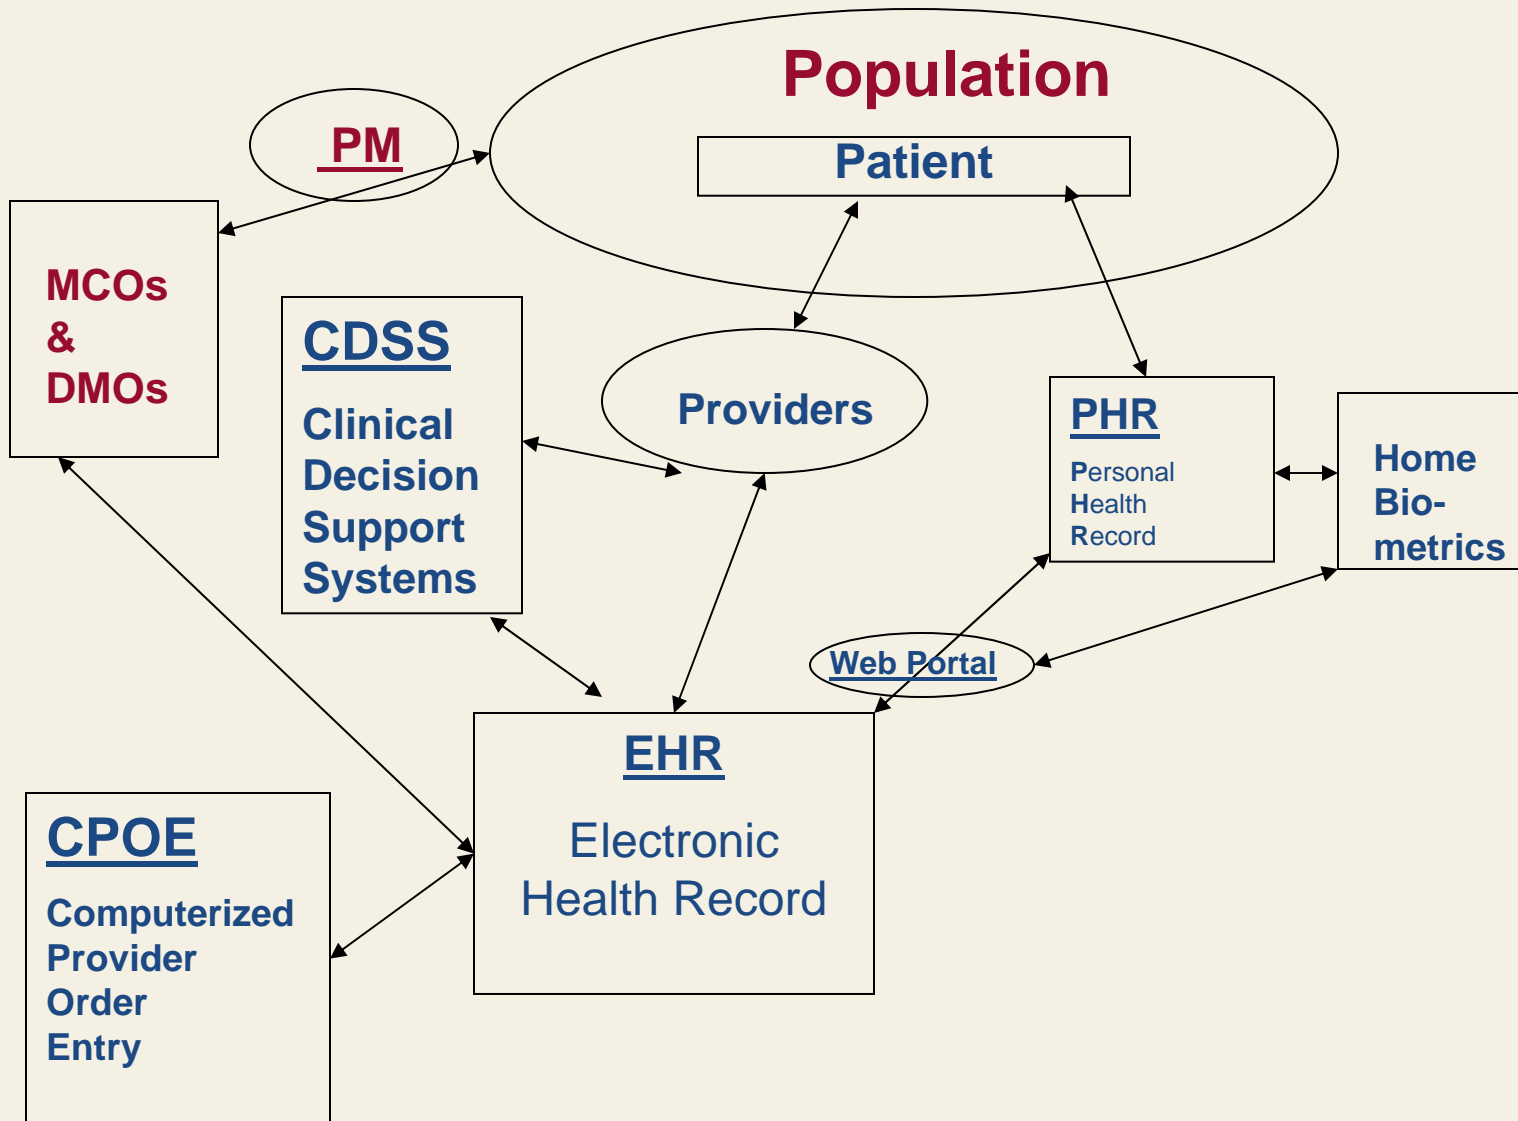 Population
PM
Patient
MCOs
&
DMOs
CDSS
Clinical
Decision
Support
Systems
Providers
PHR
Personal
Health
Record
Home
Bio-
metrics
Web Portal
EHR
Electronic
Health Record
CPOE
Computerized
Provider
Order
Entry